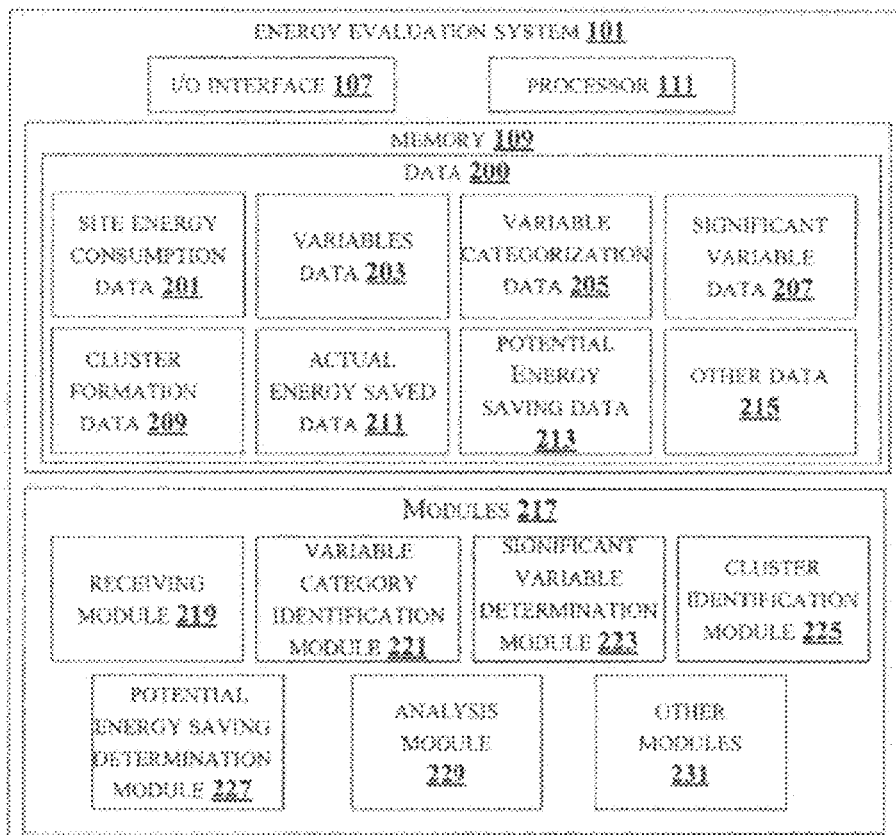 ENERGY EVALUATION SYSTEM 101
I/O INTERFACE 107
PROCESSOR 111
MEMORY 109
DATA 200
SITE ENERGY
CONSUMPTION
DATA 201
VARIABLES
DATA 203
VARIABLE
CATEGORIZATION
DATA 205
SIGNIFICANT
VARIABLE
DATA 207
CLUSTER
FORMATION
DATA 209
ACTUAL
ENERGY SAVED
DATA 211
POTENTIAL
ENERGY
SAVING DATA
213
OTHER DATA
215
MODULES 217
RECEIVING
MODULE 219
VARIABLE
CATEGORY
IDENTIFICATION
MODULE 221
SIGNIFICANT
VARIABLE
DETERMINATION
MODULE 223
CLUSTER
IDENTIFICATION
MODULE 225
POTENTIAL
ENERGY SAVING
DETERMINATION
MODULE 227
ANALYSIS
MODULE
229
OTHER
MODULES
231